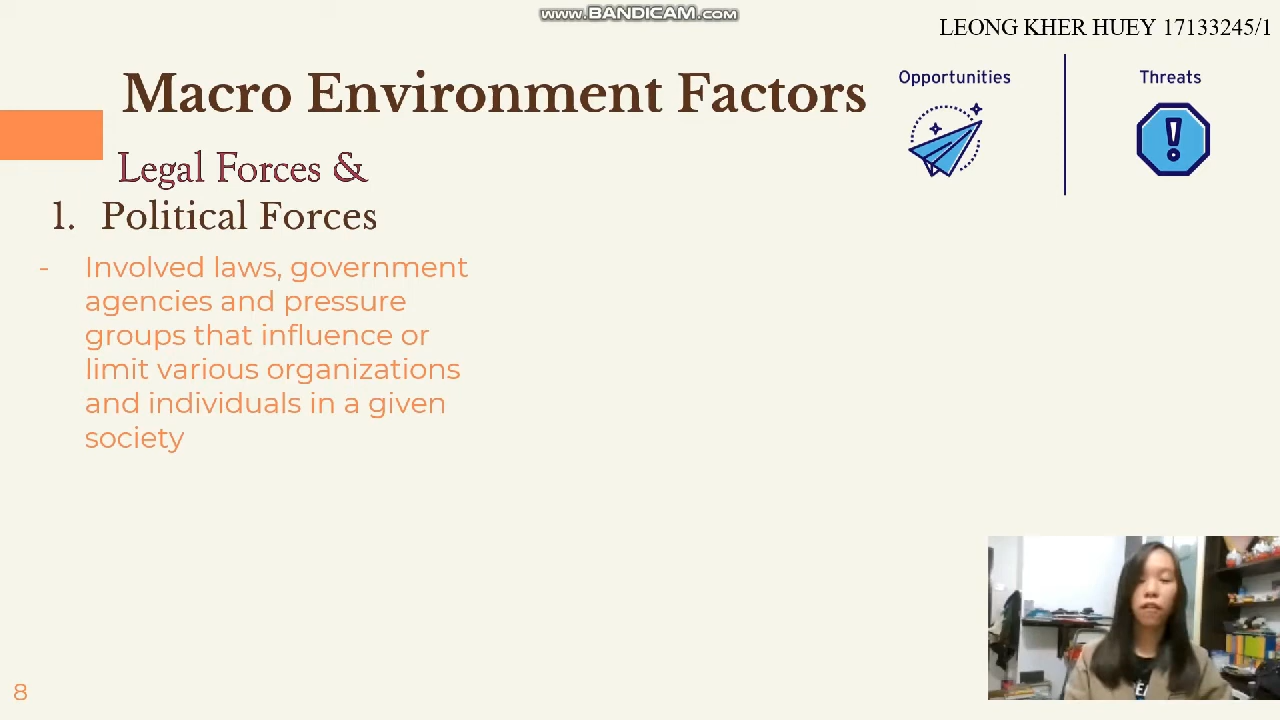 www.BANDICAM.com
LEONG KHER HUEY 17133245/1
Macro Environment Factors
Opportunities
Threats
Legal Forces &
1. Political Forces
- Involved laws, government
agencies and pressure
groups that influence or
limit various organizations
and individuals in a given
society
8